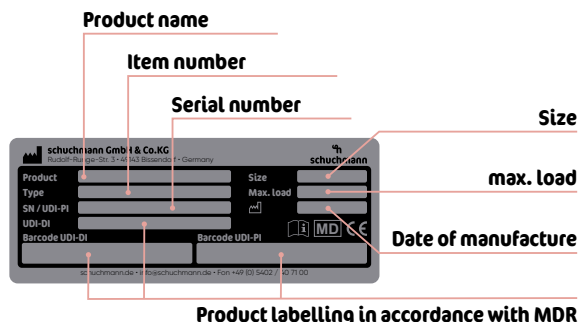 Product name
Item number
Serial number
Size
max. load
Date of manufacture
schuchmann GmbH & Co.KG
Rudolf-Runge-Str. 3 • 49143 Bissendorf • Germany
schuchmann
Product
Size
Type
Max. load
SN / UDI-PI
UDI-DI
MD CE
Barcode UDI-DI
Barcode UDI-PI
schuchmann.de • info@schuchmann.de • Fon +49 (0) 5402 / 40 71 00
Product labelling in accordance with MDR